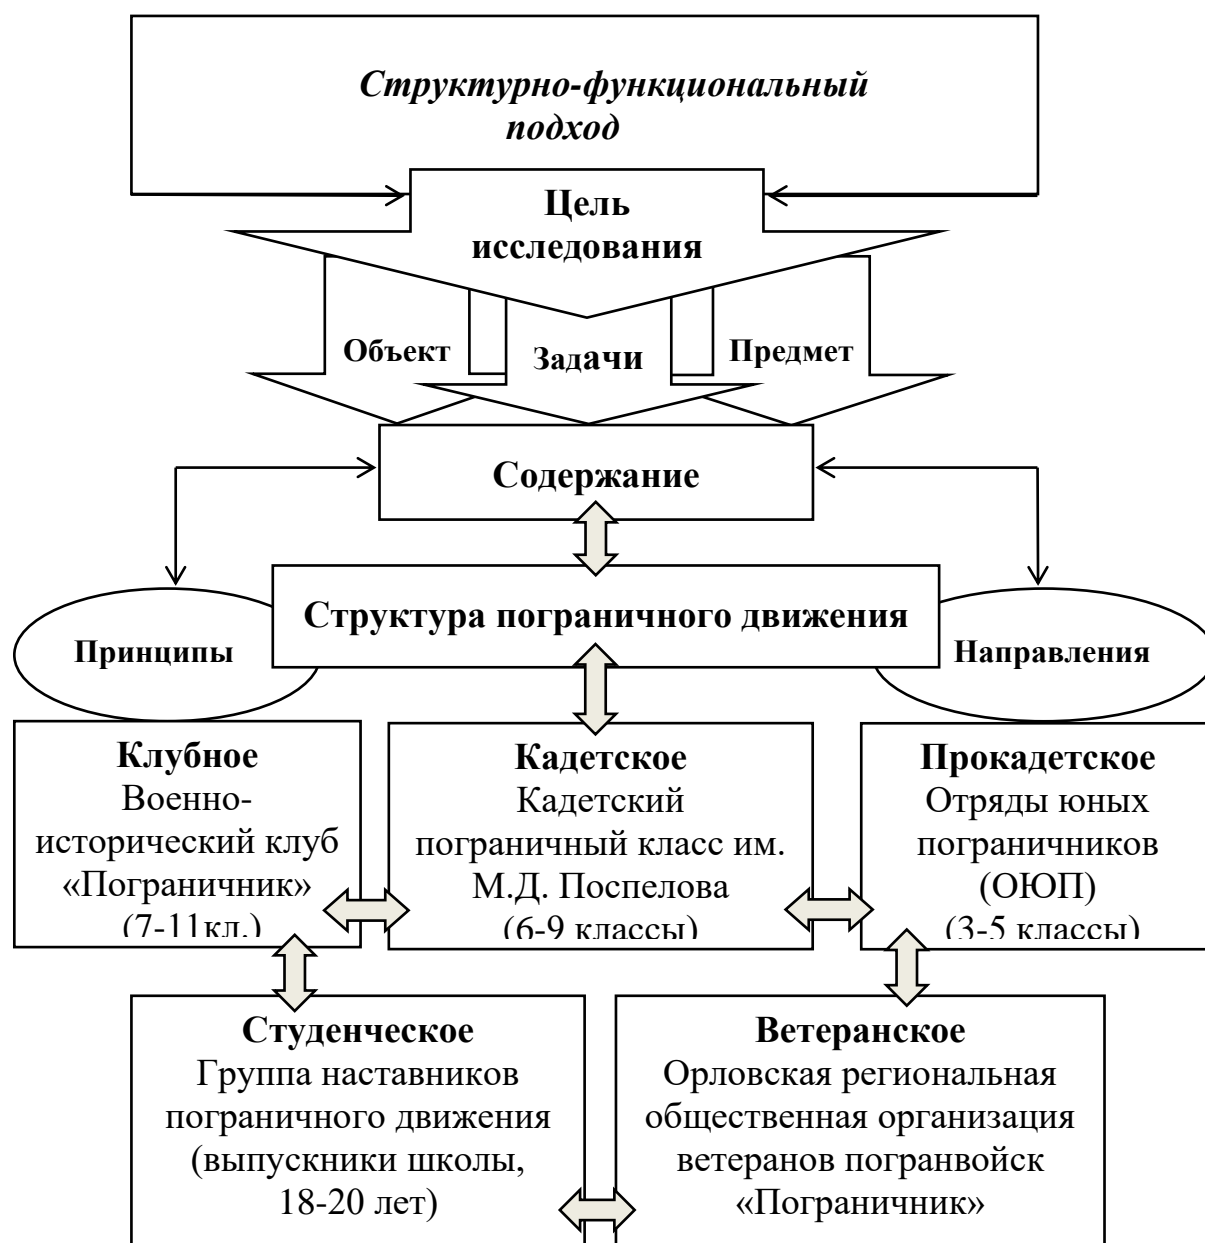 Структурно-функциональный
подход
Цель
исследования
Объект
Задачи
Предмет
Содержание
Структура пограничного движения
Принципы
Направления
Клубное
Военно-
исторический клуб
«Пограничник»
(7-11кл.)
Кадетское
Кадетский
пограничный класс им.
М.Д. Поспелова
(6-9 классы)
Прокадетское
Отряды юных
пограничников
(ОЮП)
(3-5 классы)
Студенческое
Группа наставников
пограничного движения
(выпускники школы,
18-20 лет)
Ветеранское
Орловская региональная
общественная организация
ветеранов погранвойск
«Пограничник»